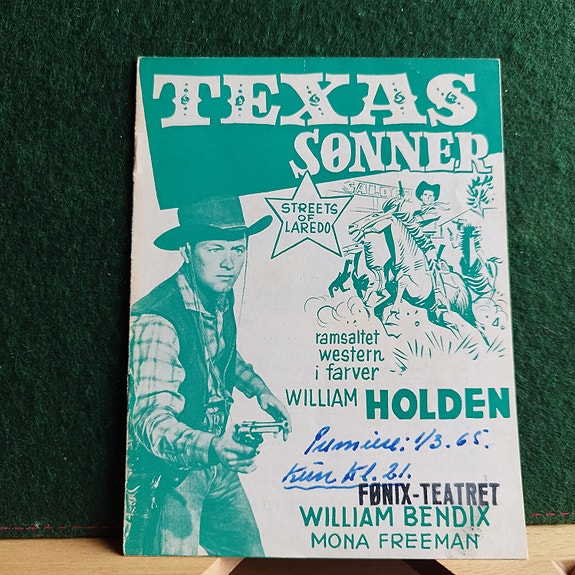 TEXAS
SØNNER
SALOON
STREETS
OF
LAREDO
ramsaltet
western
i farver
WILLIAM HOLDEN
Premiere: 1/3. 65.
Kun kl. 21.
FØNIX-TEATRET
WILLIAM BENDIX
MONA FREEMAN